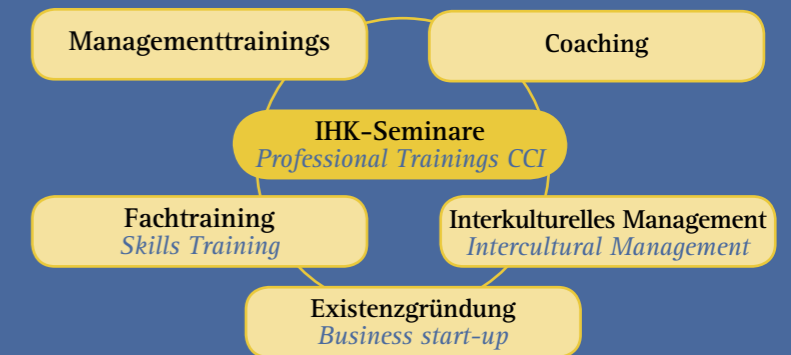 Managementtrainings
Coaching
IHK-Seminare
Professional Trainings CCI
Fachtraining
Skills Training
Interkulturelles Management
Intercultural Management
Existenzgründung
Business start-up